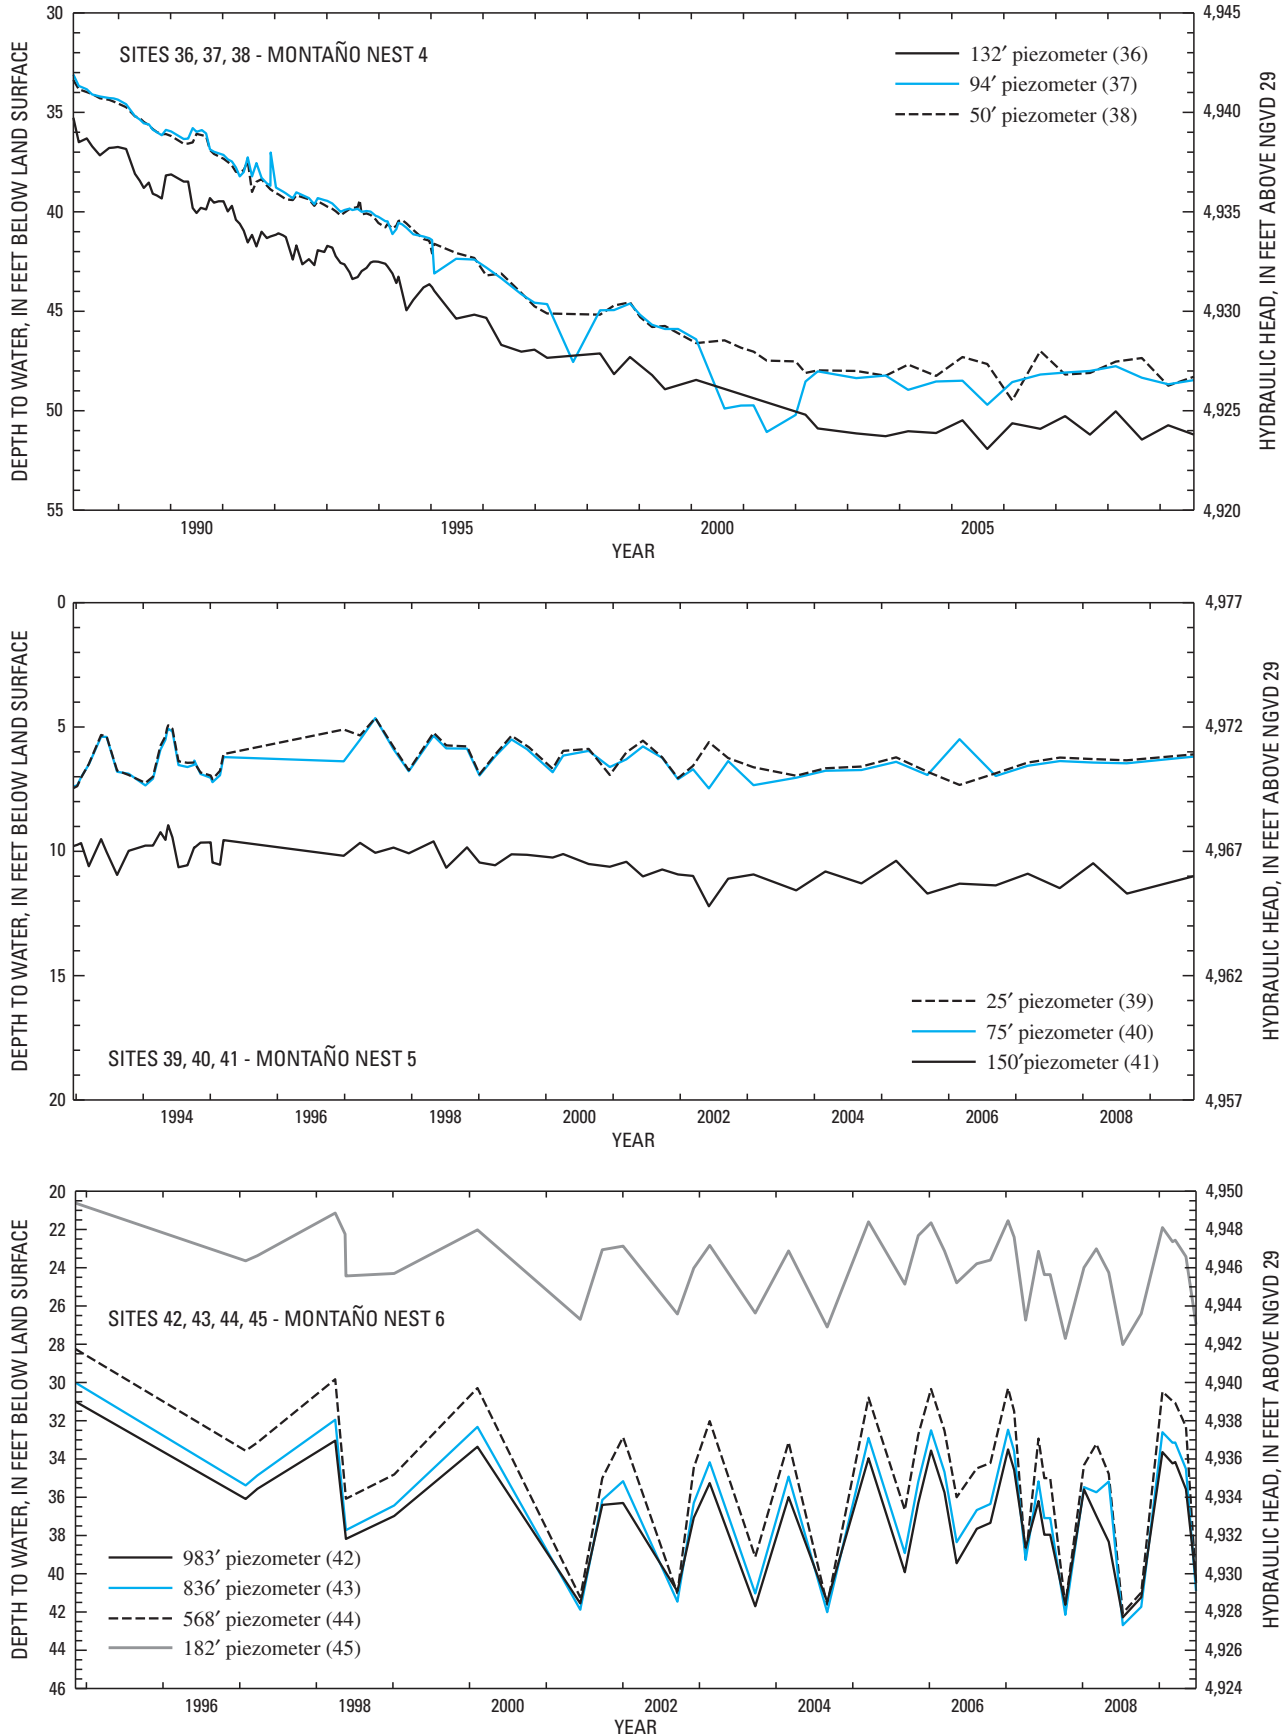 SITES 36, 37, 38 - MONTAÑO NEST 4
132′ piezometer (36)
94′ piezometer (37)
50′ piezometer (38)
DEPTH TO WATER, IN FEET BELOW LAND SURFACE
30
35
40
45
50
55
4,945
4,940
4,935
4,930
4,925
4,920
HYDRAULIC HEAD, IN FEET ABOVE NGVD 29
1990 1995 2000 2005
YEAR
DEPTH TO WATER, IN FEET BELOW LAND SURFACE
0
5
10
15
20
4,977
4,972
4,967
4,962
4,957
HYDRAULIC HEAD, IN FEET ABOVE NGVD 29
25′ piezometer (39)
75′ piezometer (40)
150′piezometer (41)
SITES 39, 40, 41 - MONTAÑO NEST 5
1994 1996 1998 2000 2002 2004 2006 2008
YEAR
DEPTH TO WATER, IN FEET BELOW LAND SURFACE
20
22
24
26
28
30
32
34
36
38
40
42
44
46
4,950
4,948
4,946
4,944
4,942
4,940
4,938
4,936
4,934
4,932
4,930
4,928
4,926
4,924
HYDRAULIC HEAD, IN FEET ABOVE NGVD 29
SITES 42, 43, 44, 45 - MONTAÑO NEST 6
983′ piezometer (42)
836′ piezometer (43)
568′ piezometer (44)
182′ piezometer (45)
1996 1998 2000 2002 2004 2006 2008
YEAR